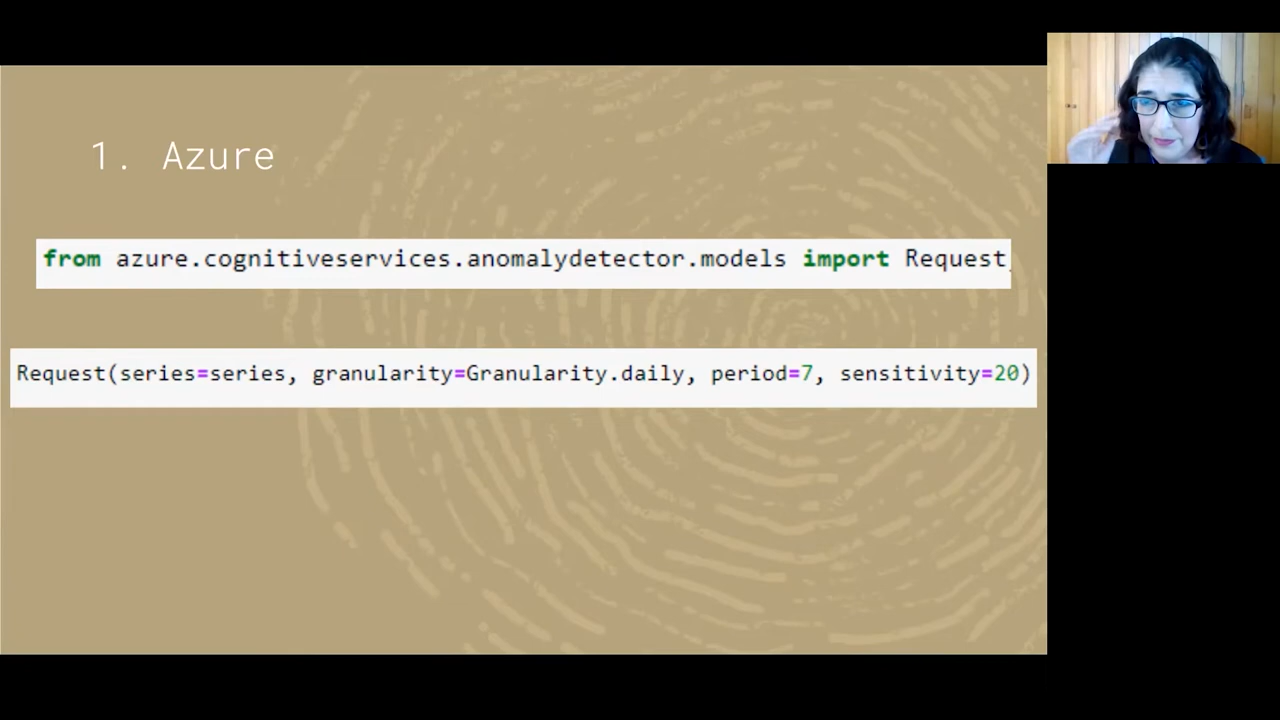 1. Azure
from azure.cognitiveservices.anomalydetector.models import Request,
Request(series=series, granularity=Granularity.daily, period=7, sensitivity=20)